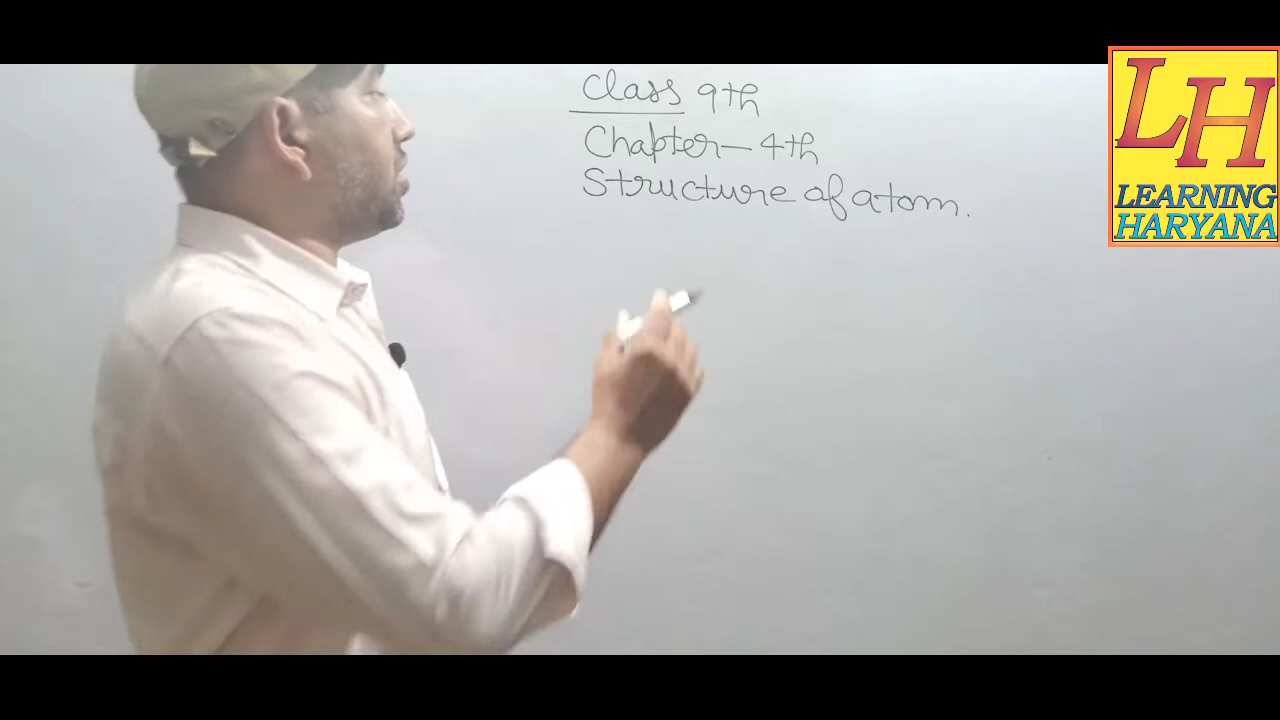 Class 9th
Chapter - 4th
Structure of atom.
LH
LEARNING
HARYANA